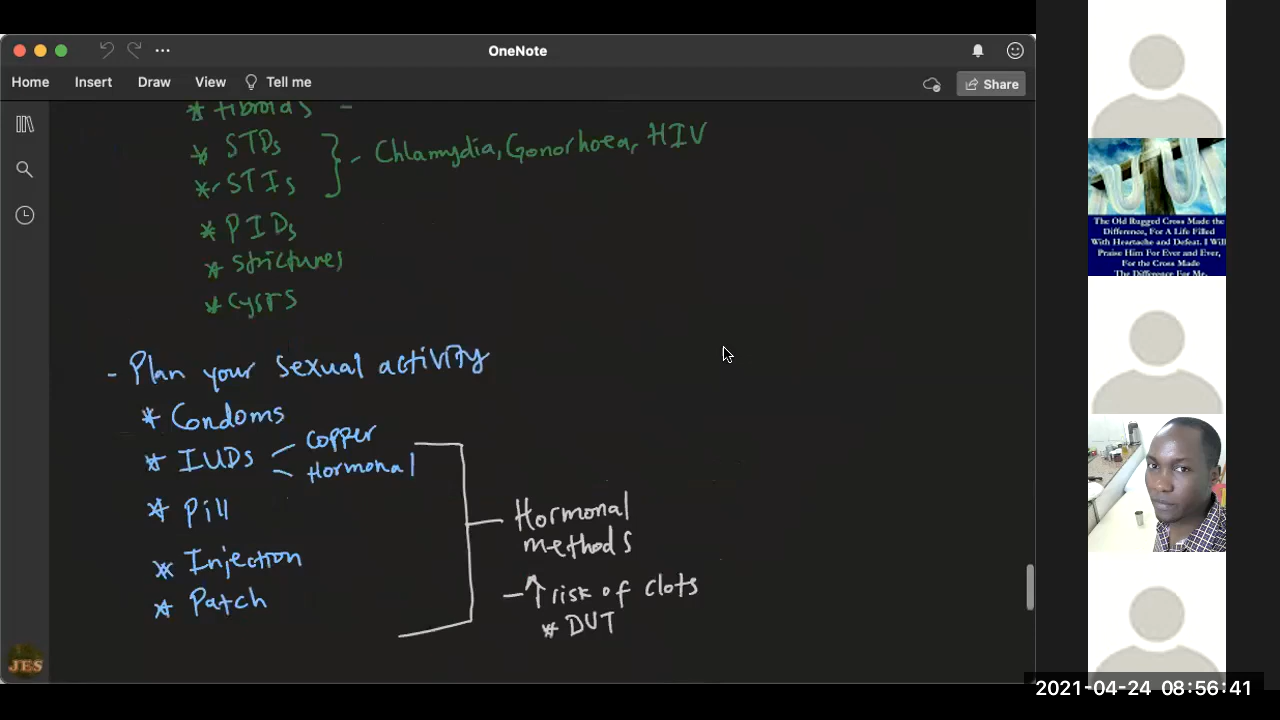 OneNote
Home Insert Draw View Tell me Share
* fibroids -
* STDs
* STIs - Chlamydia, Gonorhoea, HIV
* PIDs
* Strictures
* Cysts
- Plan your sexual activity
* Condoms
* IUDs Copper
Hormonal
* Pill
* Injection
* Patch
Hormonal
methods
- ↑ risk of clots
* DVT
JES
The Old Rugged Cross Made the
Difference, For A Life Filled
With Heartache and Defeat. I Will
Praise Him For Ever and Ever,
For the Cross Made
The Difference For Me.
2021-04-24 08:56:41